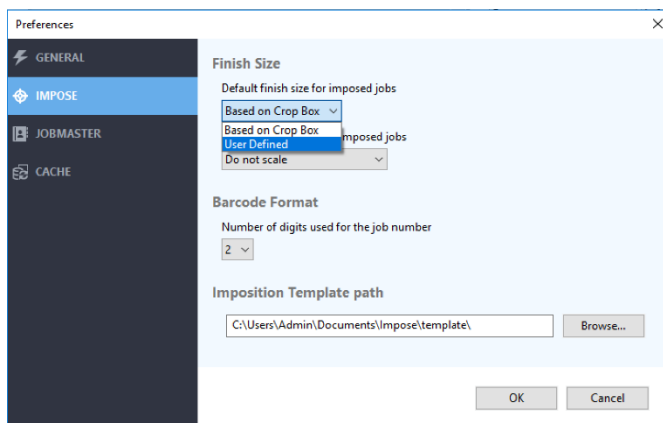 Preferences
GENERAL
IMPOSE
JOBMASTER
CACHE
Finish Size
Default finish size for imposed jobs
Based on Crop Box
Based on Crop Box
User Defined
mposed jobs
Do not scale
Barcode Format
Number of digits used for the job number
2
Imposition Template path
C:\Users\Admin\Documents\Impose\template\
Browse...
OK
Cancel